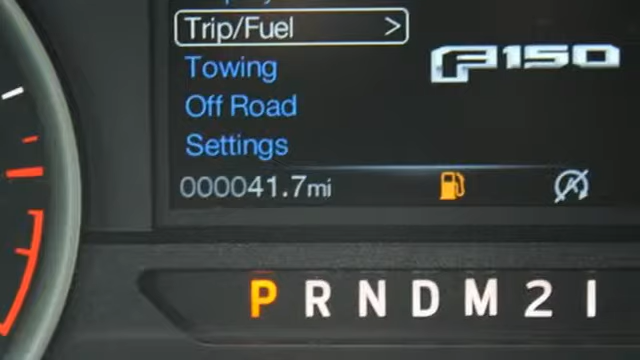 Trip/Fuel >
Towing
F150
Off Road
Settings
000041.7mi
P R N D M 2 1